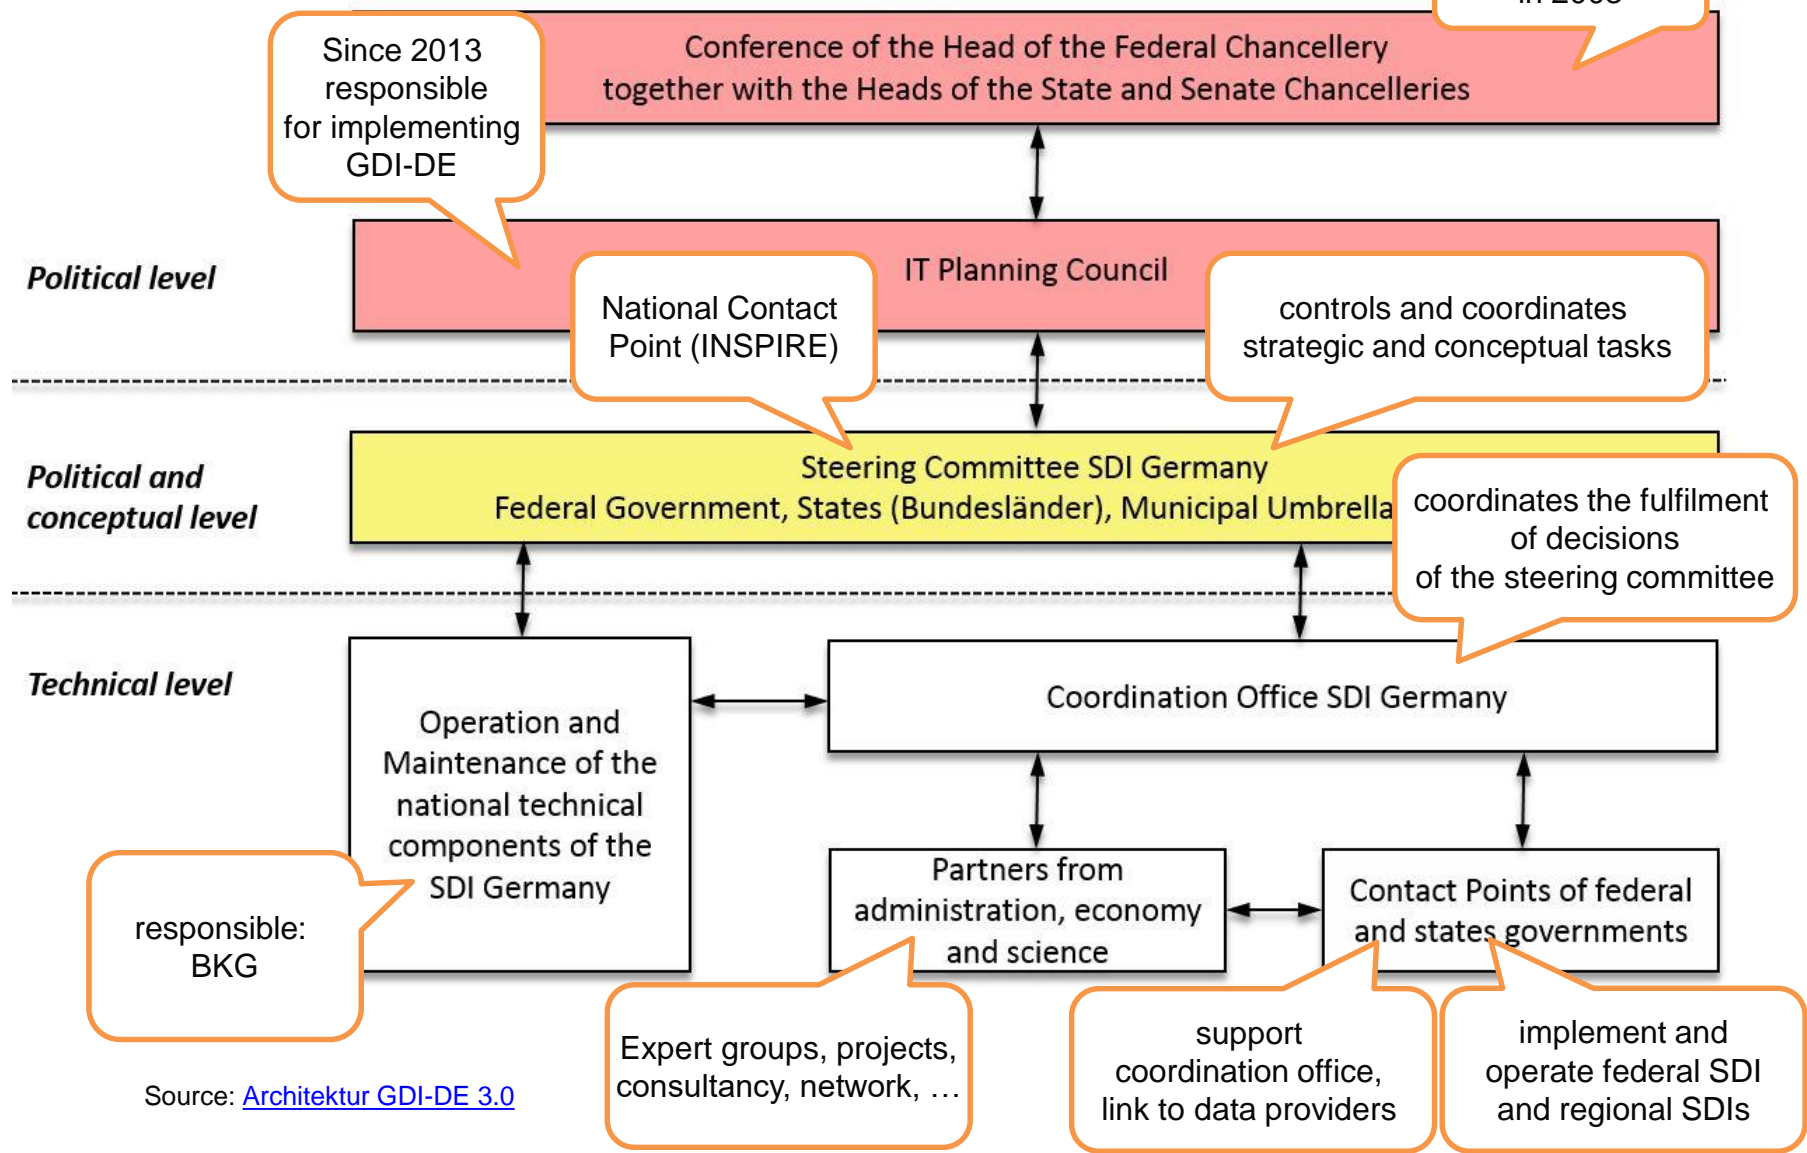 Since 2013
responsible
for implementing
GDI-DE
Conference of the Head of the Federal Chancellery
together with the Heads of the State and Senate Chancelleries
Political level
IT Planning Council
National Contact
Point (INSPIRE)
controls and coordinates
strategic and conceptual tasks
Political and
conceptual level
Steering Committee SDI Germany
Federal Government, States (Bundesländer), Municipal Umbrella
coordinates the fulfilment
of decisions
of the steering committee
Technical level
Operation and
Maintenance of the
national technical
components of the
SDI Germany
Coordination Office SDI Germany
responsible:
BKG
Partners from
administration, economy
and science
Contact Points of federal
and states governments
Expert groups, projects,
consultancy, network, …
support
coordination office,
link to data providers
implement and
operate federal SDI
and regional SDIs
Source: Architektur GDI-DE 3.0